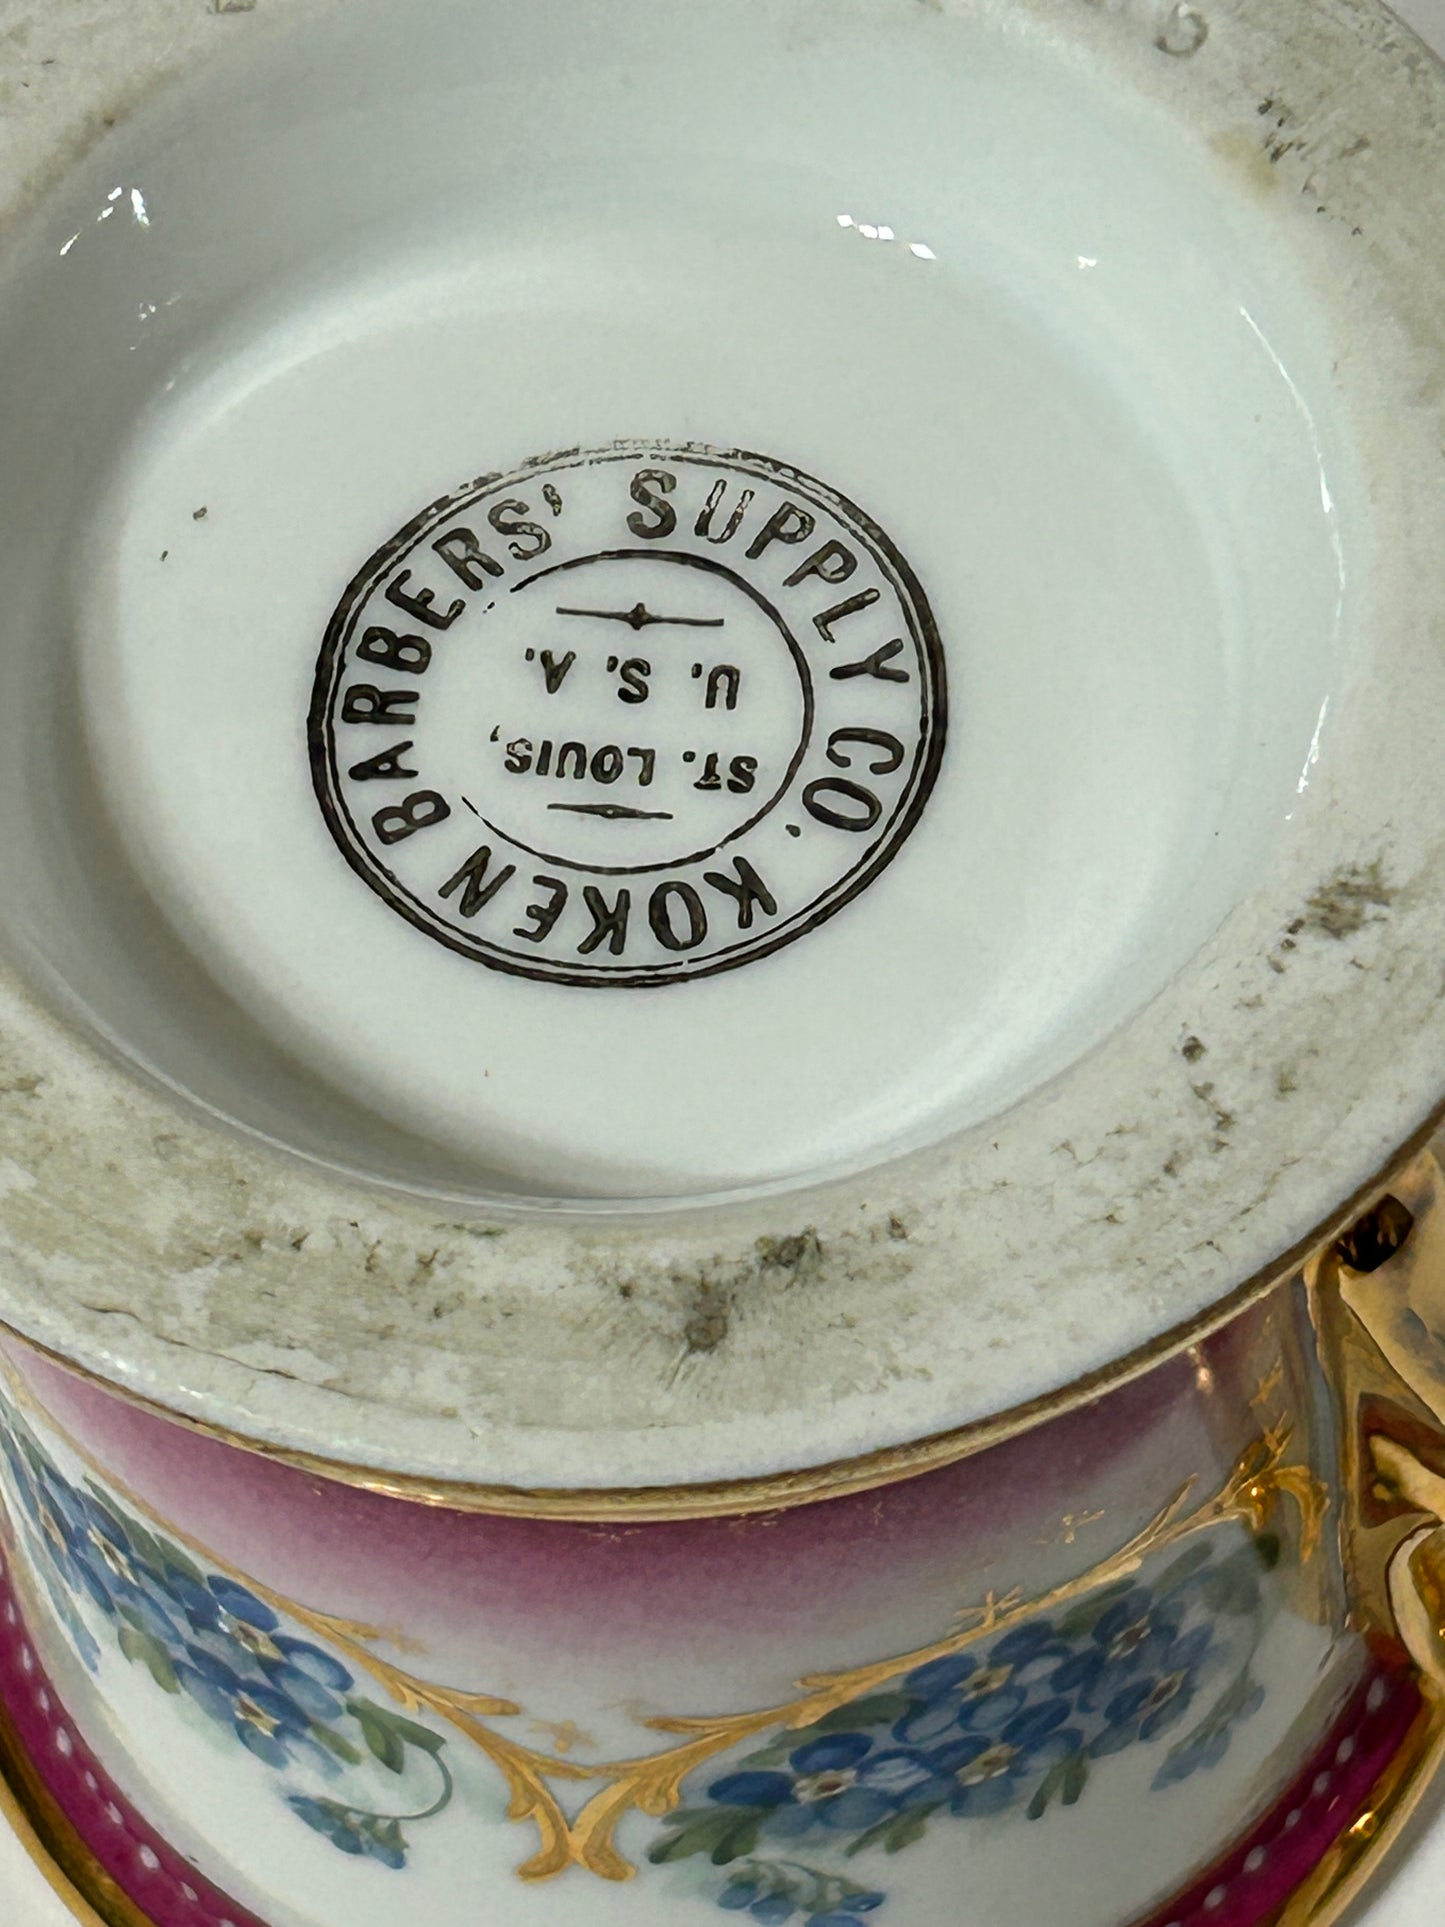 KOKEN BARBERS' SUPPLY CO.
ST. LOUIS,
U. S. A.